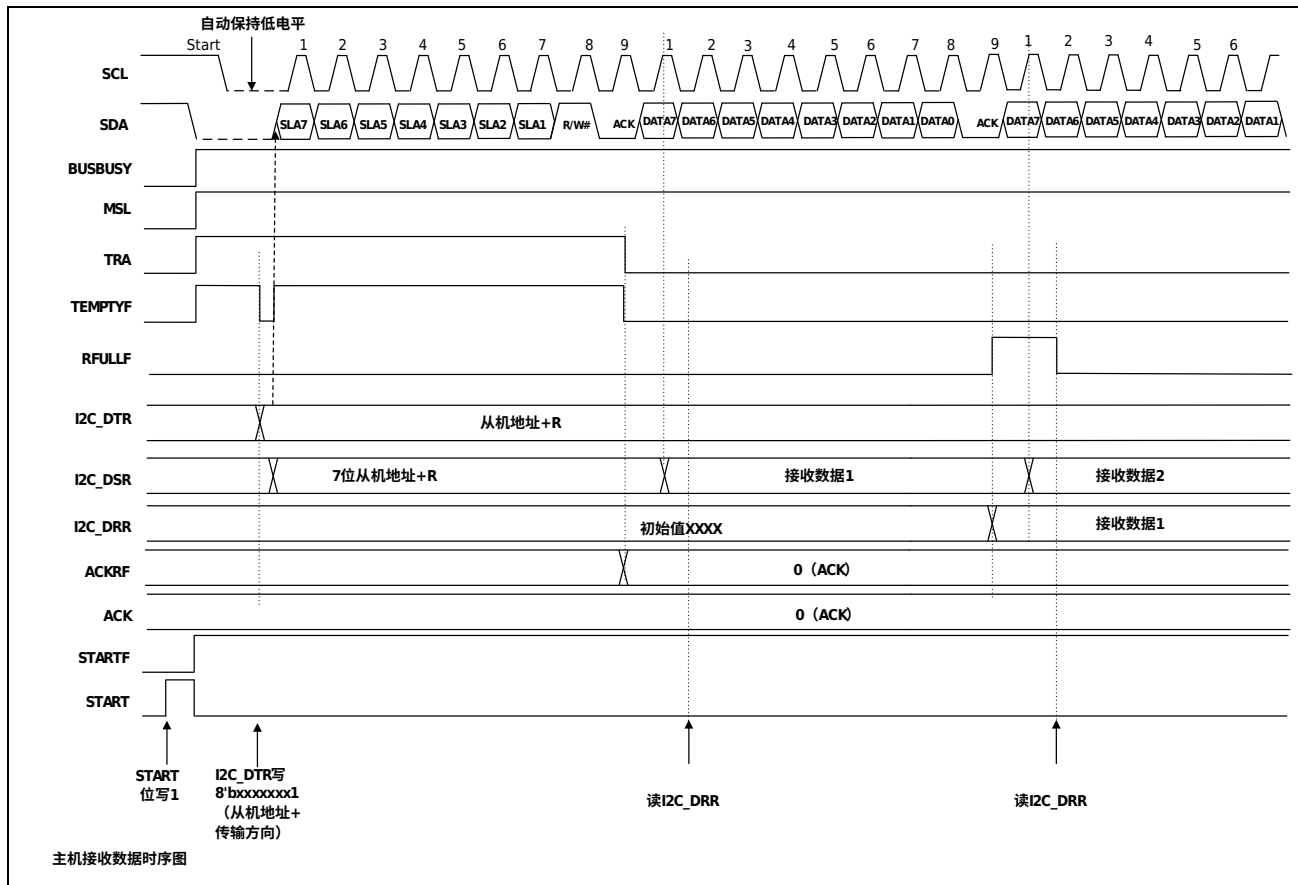 自动保持低电平
Start 1 2 3 4 5 6 7 8 9 1 2 3 4 5 6 7 8 9 1 2 3 4 5 6
SCL
SDA SLA7 SLA6 SLA5 SLA4 SLA3 SLA2 SLA1 R/W# ACK DATA7 DATA6 DATA5 DATA4 DATA3 DATA2 DATA1 DATA0 ACK DATA7 DATA6 DATA5 DATA4 DATA3 DATA2 DATA1
BUSBUSY
MSL
TRA
TEMPTYF
RFULLF
I2C_DTR 从机地址+R
I2C_DSR 7位从机地址+R 接收数据1 接收数据2
I2C_DRR 初始值XXXX 接收数据1
ACKRF 0（ACK）
ACK 0（ACK）
STARTF
START
START
位写1
I2C_DTR写
8'bxxxxxxx1
（从机地址+
传输方向）
读I2C_DRR 读I2C_DRR
主机接收数据时序图